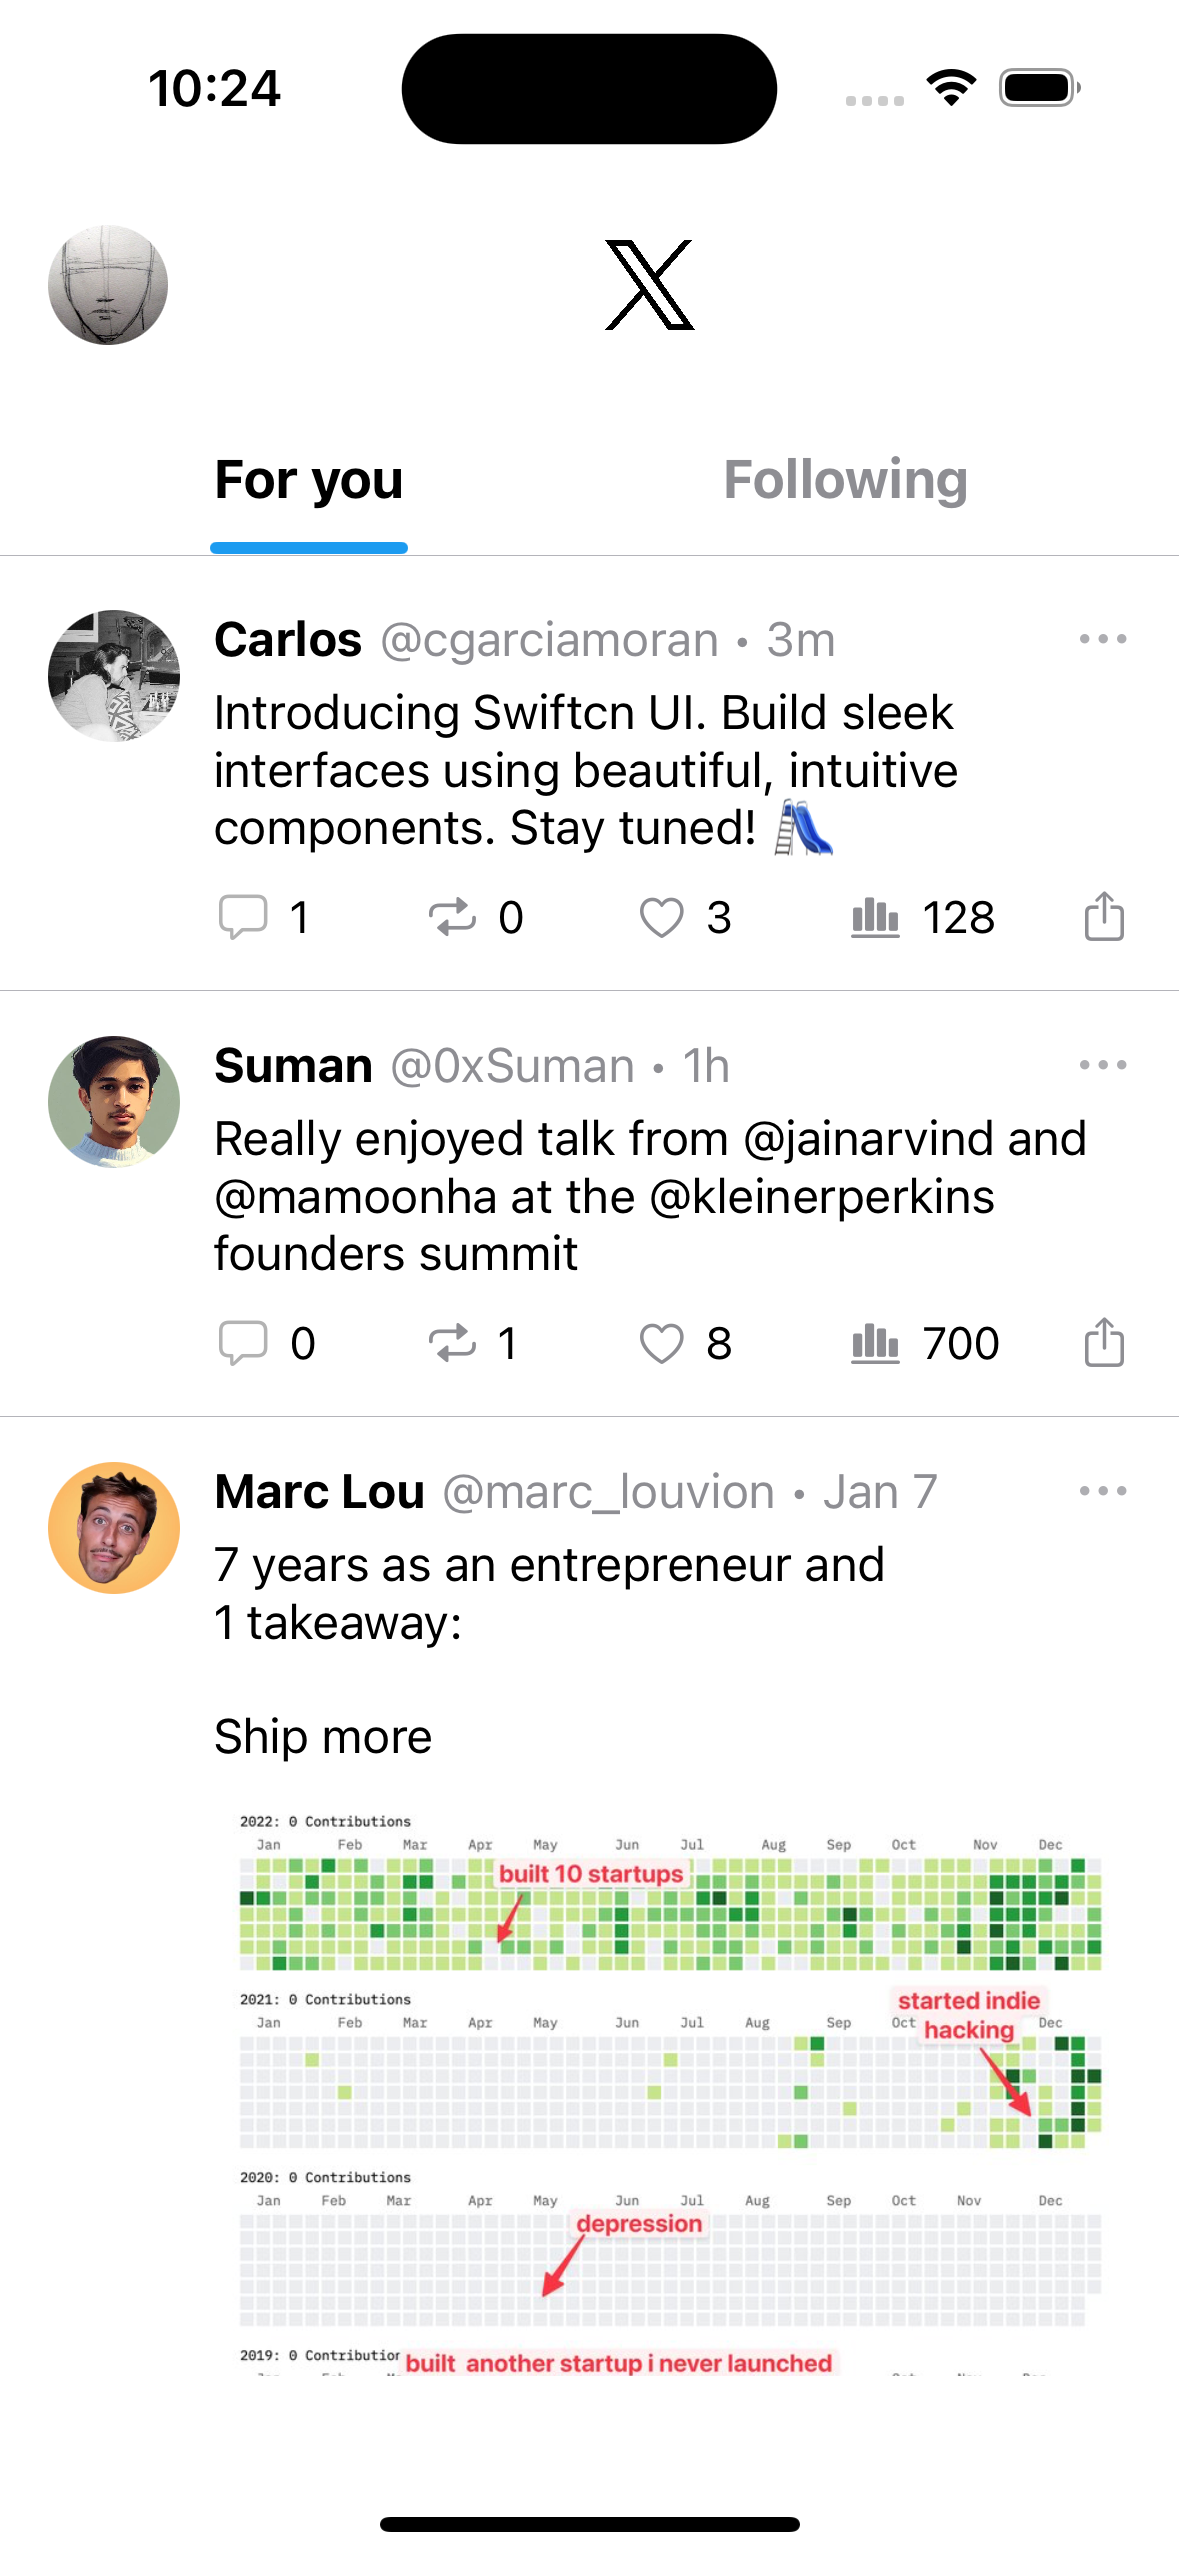 10:24
For you Following
Carlos @cgarciamoran • 3m
Introducing Swiftcn UI. Build sleek
interfaces using beautiful, intuitive
components. Stay tuned! 🛝
1 0 3 128
Suman @0xSuman • 1h
Really enjoyed talk from @jainarvind and
@mamoonha at the @kleinerperkins
founders summit
0 1 8 700
Marc Lou @marc_louvion • Jan 7
7 years as an entrepreneur and
1 takeaway:
Ship more
2022: 0 Contributions
Jan Feb Mar Apr May Jun Jul Aug Sep Oct Nov Dec
built 10 startups
2021: 0 Contributions
Jan Feb Mar Apr May Jun Jul Aug Sep Oct Dec
started indie
hacking
2020: 0 Contributions
Jan Feb Mar Apr May Jun Jul Aug Sep Oct Nov Dec
depression
2019: 0 Contribution
built another startup i never launched